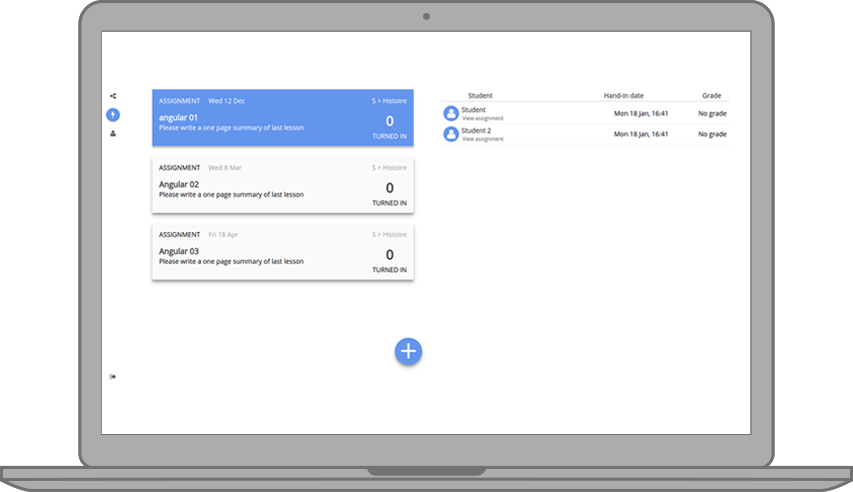 ASSIGNMENT Wed 12 Dec S > Histoire
angular 01
Please write a one page summary of last lesson
0
TURNED IN
ASSIGNMENT Wed 8 Mar S > Histoire
Angular 02
Please write a one page summary of last lesson
0
TURNED IN
ASSIGNMENT Fri 18 Apr S > Histoire
Angular 03
Please write a one page summary of last lesson
0
TURNED IN
Student Hand-in date Grade
Student Mon 18 Jan, 16:41 No grade
View assignment
Student 2 Mon 18 Jan, 16:41 No grade
View assignment